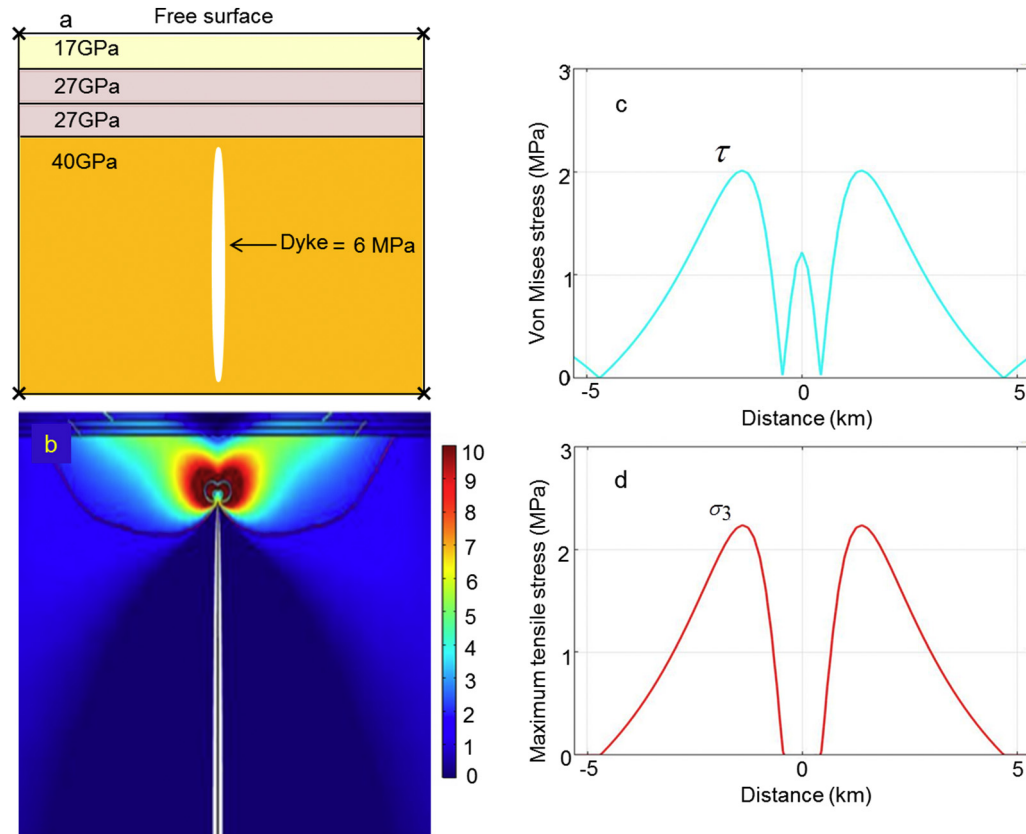 a
Free surface
17GPa
27GPa
27GPa
40GPa
Dyke = 6 MPa
b
10
9
8
7
6
5
4
3
2
1
0
c
τ
Von Mises stress (MPa)
3
2
1
0
-5
0
5
Distance (km)
d
σ3
Maximum tensile stress (MPa)
3
2
1
0
-5
0
5
Distance (km)